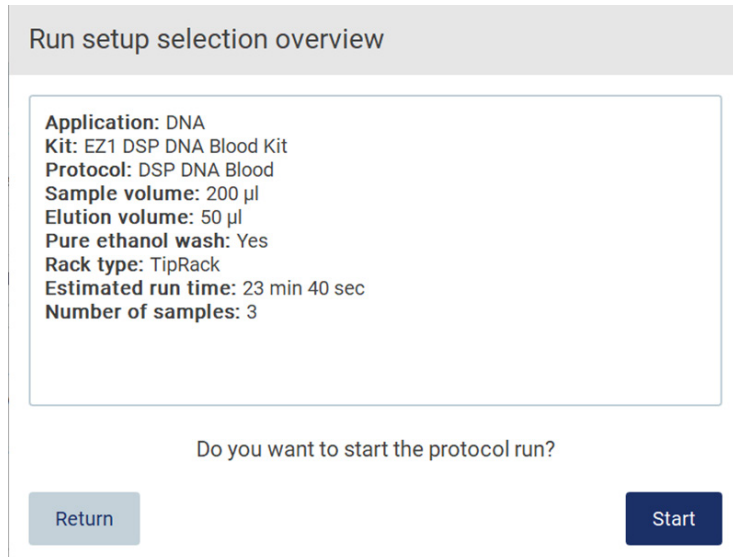 Run setup selection overview
Application: DNA
Kit: EZ1 DSP DNA Blood Kit
Protocol: DSP DNA Blood
Sample volume: 200 µl
Elution volume: 50 µl
Pure ethanol wash: Yes
Rack type: TipRack
Estimated run time: 23 min 40 sec
Number of samples: 3
Do you want to start the protocol run?
Return
Start